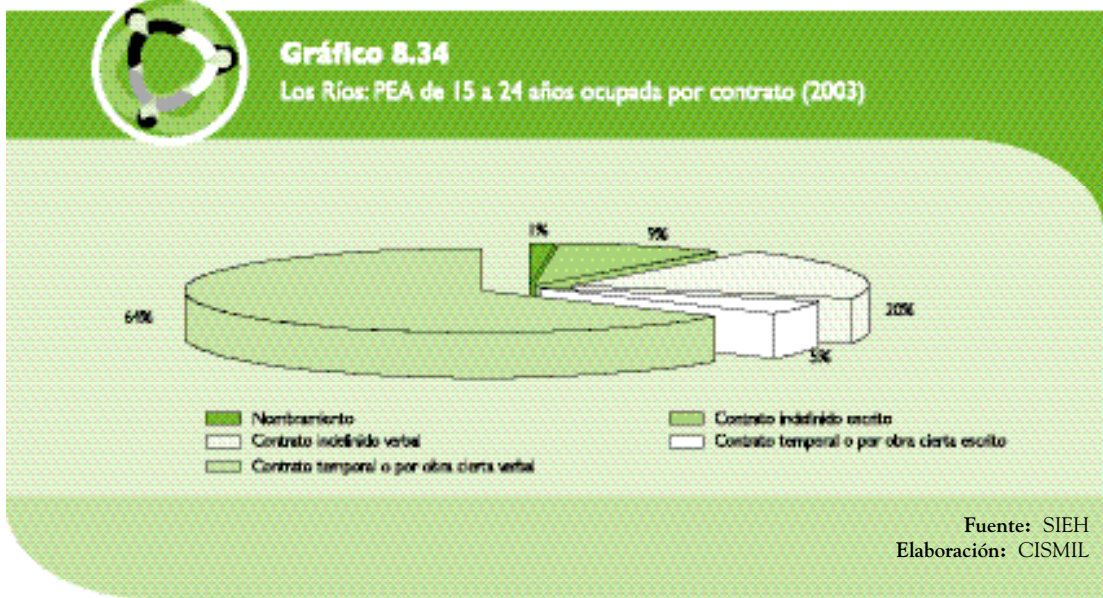 Gráfico 8.34
Los Ríos: PEA de 15 a 24 años ocupada por contrato (2003)
1%
9%
64%
20%
5%
Nombramiento
Contrato indefinido escrito
Contrato indefinido verbal
Contrato temporal o por obra cierta escrito
Contrato temporal o por obra cierta verbal
Fuente: SIEH
Elaboración: CISMIL